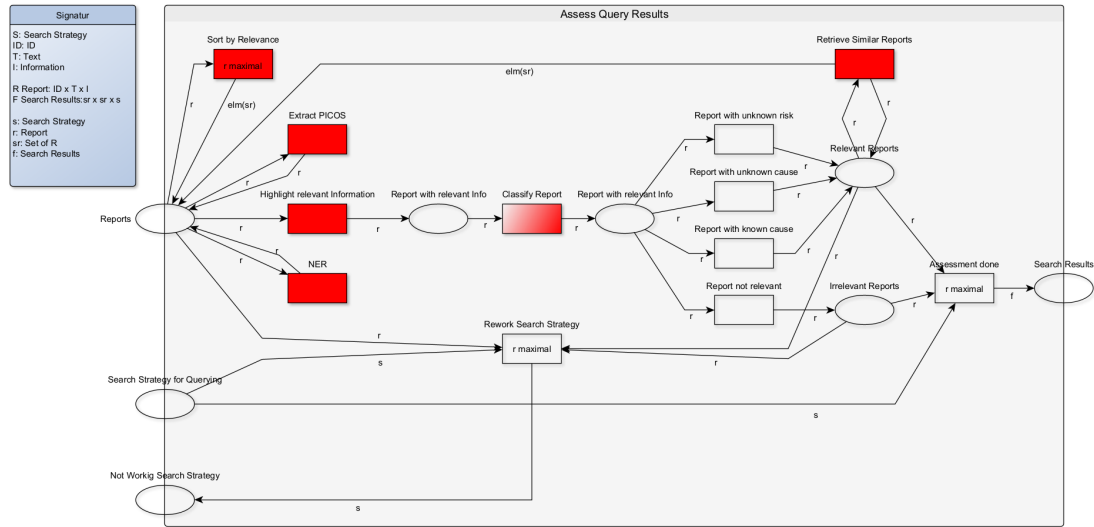 Signatur
S: Search Strategy
ID: ID
T: Text
I: Information
R Report: ID x T x I
F Search Results:sr x sr x s
s: Search Strategy
r: Report
sr: Set of R
f: Search Results
Assess Query Results
Sort by Relevance
r maximal
Retrieve Similar Reports
elm(sr)
r
elm(sr)
r
r
Extract PICOS
Report with unknown risk
r
r
Relevant Reports
r
r
r
Report with unknown cause
r
r
Highlight relevant Information
Report with relevant Info
Classify Report
Report with relevant Info
Reports
r
r
r
r
r
Report with known cause
r
r
r
r
r
NER
Assessment done
r maximal
Search Results
f
Report not relevant
r
r
Irrelevant Reports
r
Rework Search Strategy
r maximal
r
s
r
Search Strategy for Querying
s
Not Workig Search Strategy
s